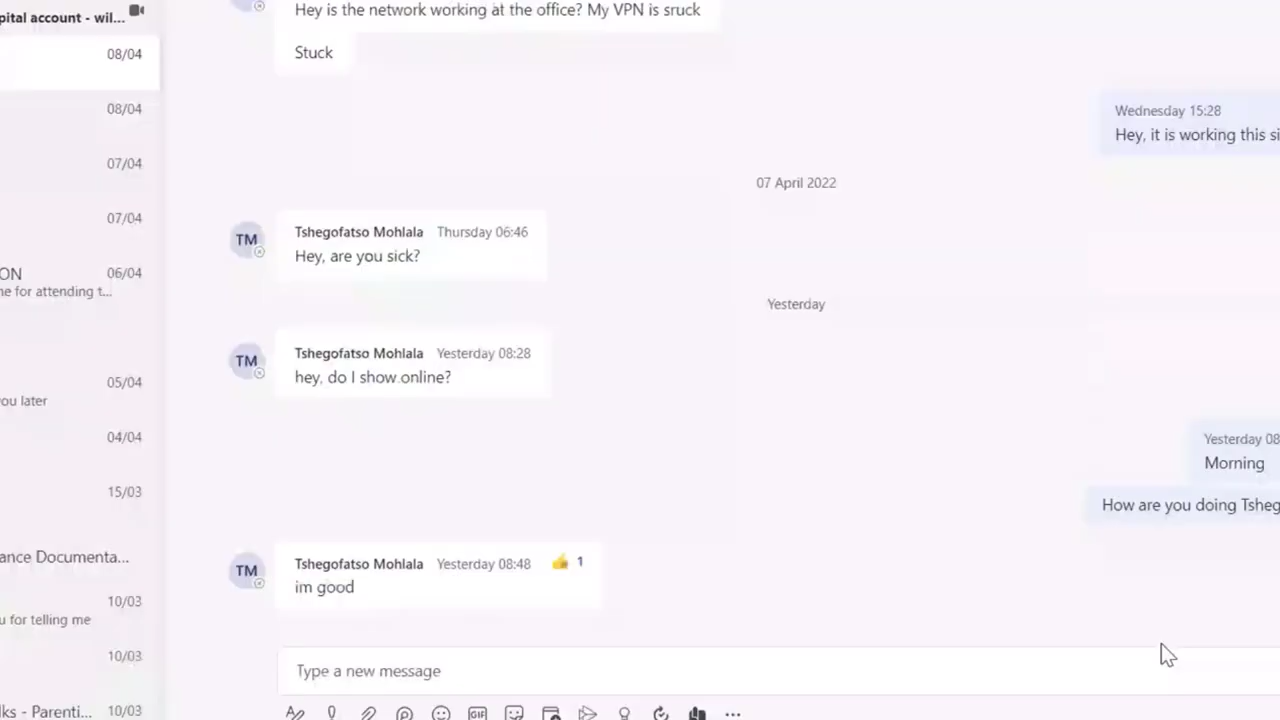 pital account - wil...
08/04
08/04
07/04
07/04
ON
06/04
ne for attending t...
05/04
ou later
04/04
15/03
ance Documenta...
10/03
u for telling me
10/03
lks - Parenti...
10/03
Hey is the network working at the office? My VPN is sruck
Stuck
Wednesday 15:28
Hey, it is working this si
07 April 2022
TM
Tshegofatso Mohlala Thursday 06:46
Hey, are you sick?
Yesterday
TM
Tshegofatso Mohlala Yesterday 08:28
hey, do I show online?
Yesterday 08
Morning
How are you doing Tsheg
TM
Tshegofatso Mohlala Yesterday 08:48 👍 1
im good
Type a new message
GIF